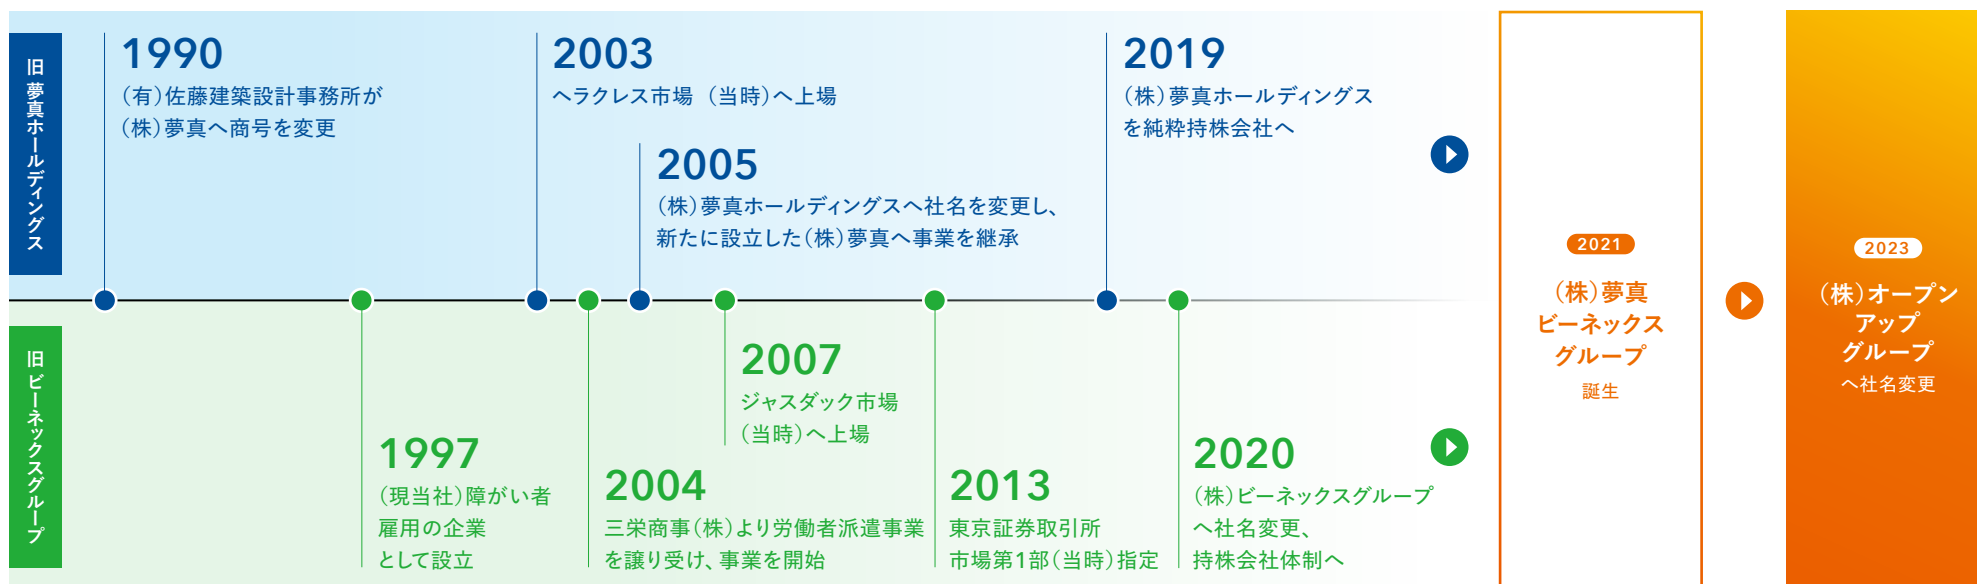 旧 夢真ホールディングス
1990
（有）佐藤建築設計事務所が
（株）夢真へ商号を変更
2003
ヘラクレス市場（当時）へ上場
2005
（株）夢真ホールディングスへ社名を変更し、
新たに設立した（株）夢真へ事業を継承
2019
（株）夢真ホールディングス
を純粋持株会社へ
旧 ビーネックスグループ
1997
（現当社）障がい者
雇用の企業
として設立
2004
三栄商事（株）より労働者派遣事業
を譲り受け、事業を開始
2007
ジャスダック市場
（当時）へ上場
2013
東京証券取引所
市場第1部（当時）指定
2020
（株）ビーネックスグループ
へ社名変更、
持株会社体制へ
2021
（株）夢真
ビーネックス
グループ
誕生
2023
（株）オープン
アップ
グループ
へ社名変更